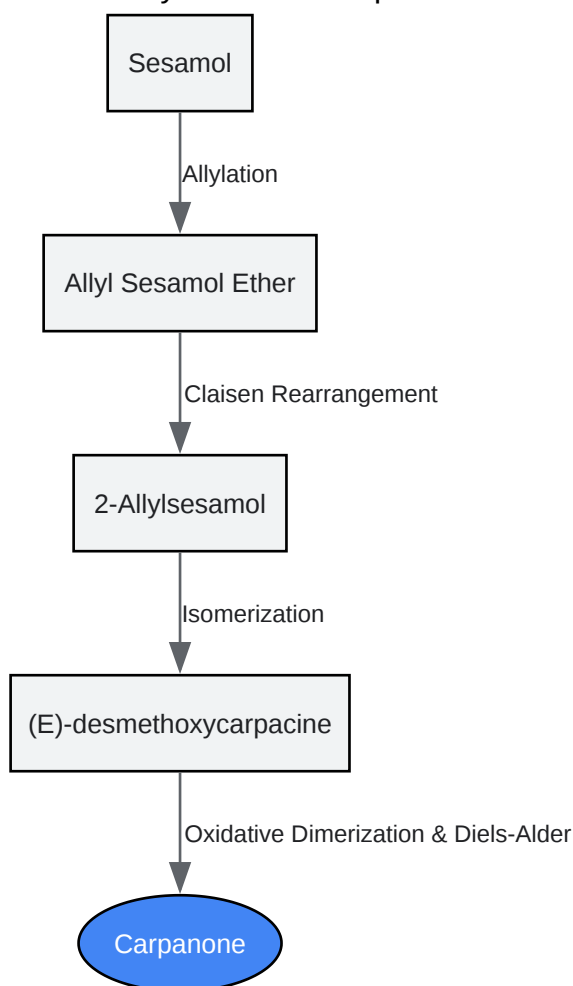 Sesamol
Allylation
Allyl Sesamol Ether
Claisen Rearrangement
2-Allylsesamol
Isomerization
(E)-desmethoxycarpacine
Oxidative Dimerization & Diels-Alder
Carpanone